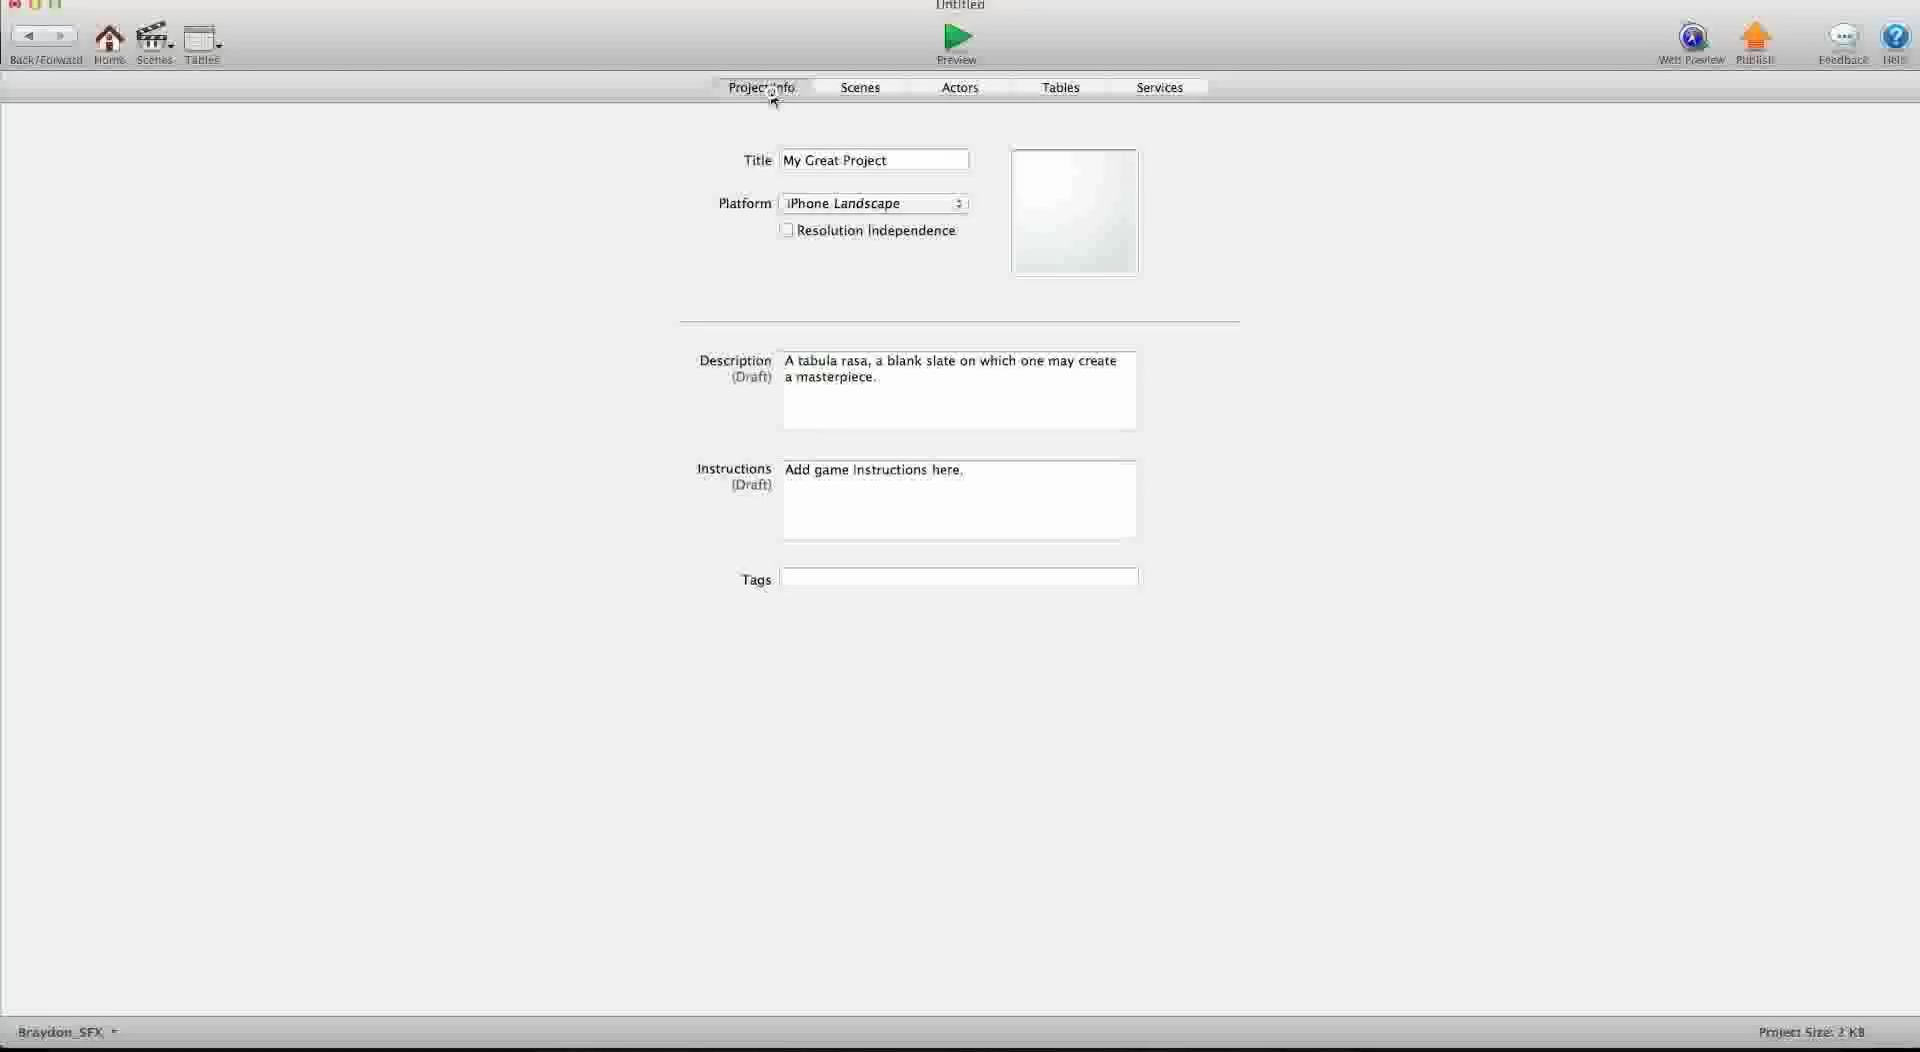 Untitled
Back/Forward Home Scenes Tables Preview Web Preview Publish Feedback Help
Project Info Scenes Actors Tables Services
Title My Great Project
Platform iPhone Landscape
Resolution Independence
Description A tabula rasa, a blank slate on which one may create
(Draft) a masterpiece.
Instructions Add game instructions here.
(Draft)
Tags
Braydon_SFX Project Size: 2 KB